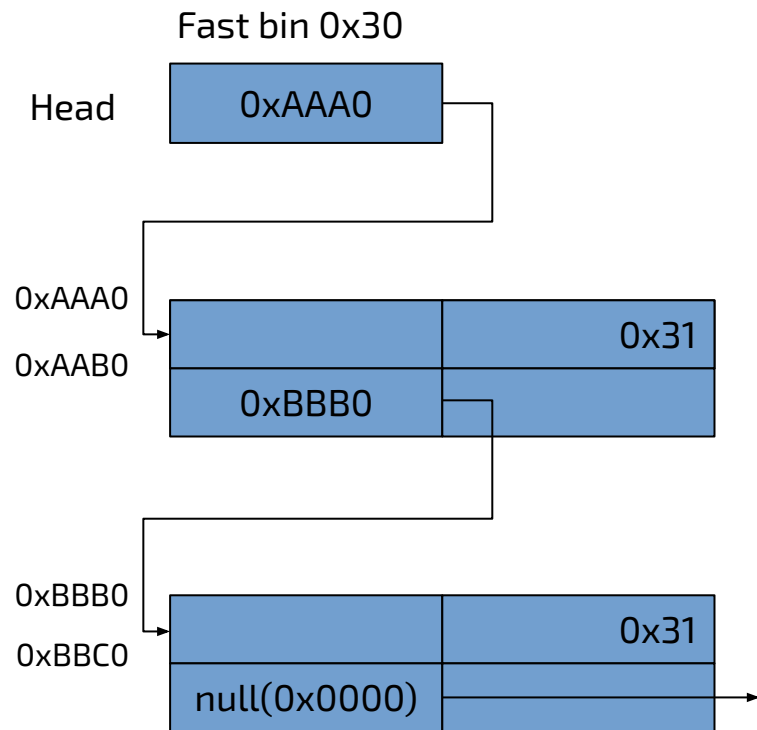 Fast bin 0x30
Head
0xAAA0
0xAAA0
0x31
0xAAB0
0xBBB0
0xBBB0
0x31
0xBBC0
null(0x0000)